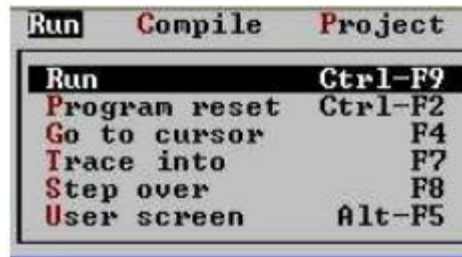 Run Compile Project
Run Ctrl-F9
Program reset Ctrl-F2
Go to cursor F4
Trace into F7
Step over F8
User screen Alt-F5